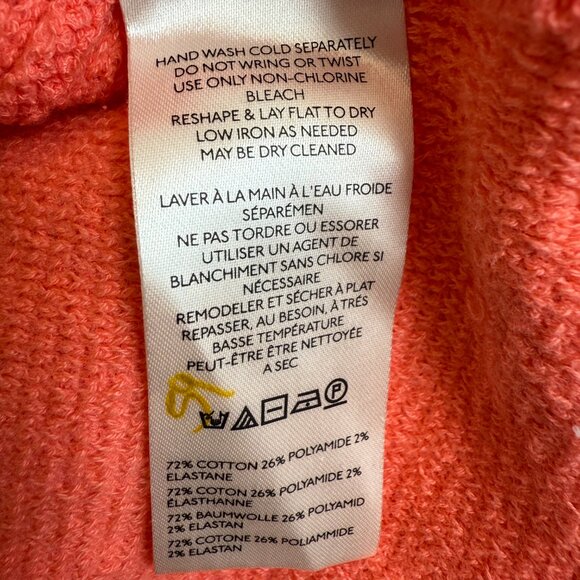 HAND WASH COLD SEPARATELY
DO NOT WRING OR TWIST
USE ONLY NON-CHLORINE
BLEACH
RESHAPE & LAY FLAT TO DRY
LOW IRON AS NEEDED
MAY BE DRY CLEANED
LAVER À LA MAIN À L'EAU FROIDE
SÉPARÉMEN
NE PAS TORDRE OU ESSORER
UTILISER UN AGENT DE
BLANCHIMENT SANS CHLORE SI
NÉCESSAIRE
REMODELER ET SÉCHER À PLAT
REPASSER, AU BESOIN, À TRÉS
BASSE TEMPÉRATURE
PEUT-ÊTRE ÊTRE NETTOYÉE
A SEC
P
72% COTTON 26% POLYAMIDE 2%
ELASTANE
72% COTON 26% POLYAMIDE 2%
ÉLASTHANNE
72% BAUMWOLLE 26% POLYAMID
2% ELASTAN
72% COTONE 26% POLIAMMIDE
2% ELASTAN